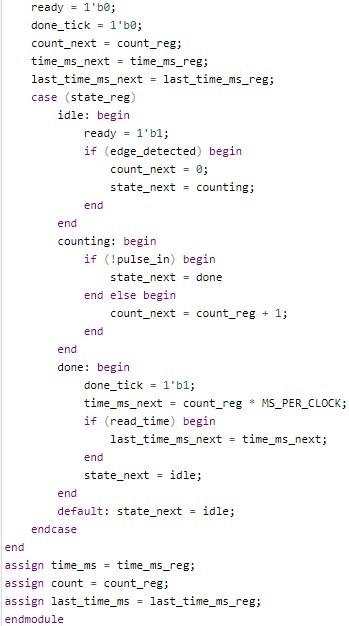 ready = 1'b0;
done_tick = 1'b0;
count_next = count_reg;
time_ms_next = time_ms_reg;
last_time_ms_next = last_time_ms_reg;
case (state_reg)
idle: begin
ready = 1'b1;
if (edge_detected) begin
count_next = 0;
state_next = counting;
end
end
counting: begin
if (!pulse_in) begin
state_next = done
end else begin
count_next = count_reg + 1;
end
end
done: begin
done_tick = 1'b1;
time_ms_next = count_reg * MS_PER_CLOCK;
if (read_time) begin
last_time_ms_next = time_ms_next;
end
state_next = idle;
end
default: state_next = idle;
endcase
end
assign time_ms = time_ms_reg;
assign count = count_reg;
assign last_time_ms = last_time_ms_reg;
endmodule